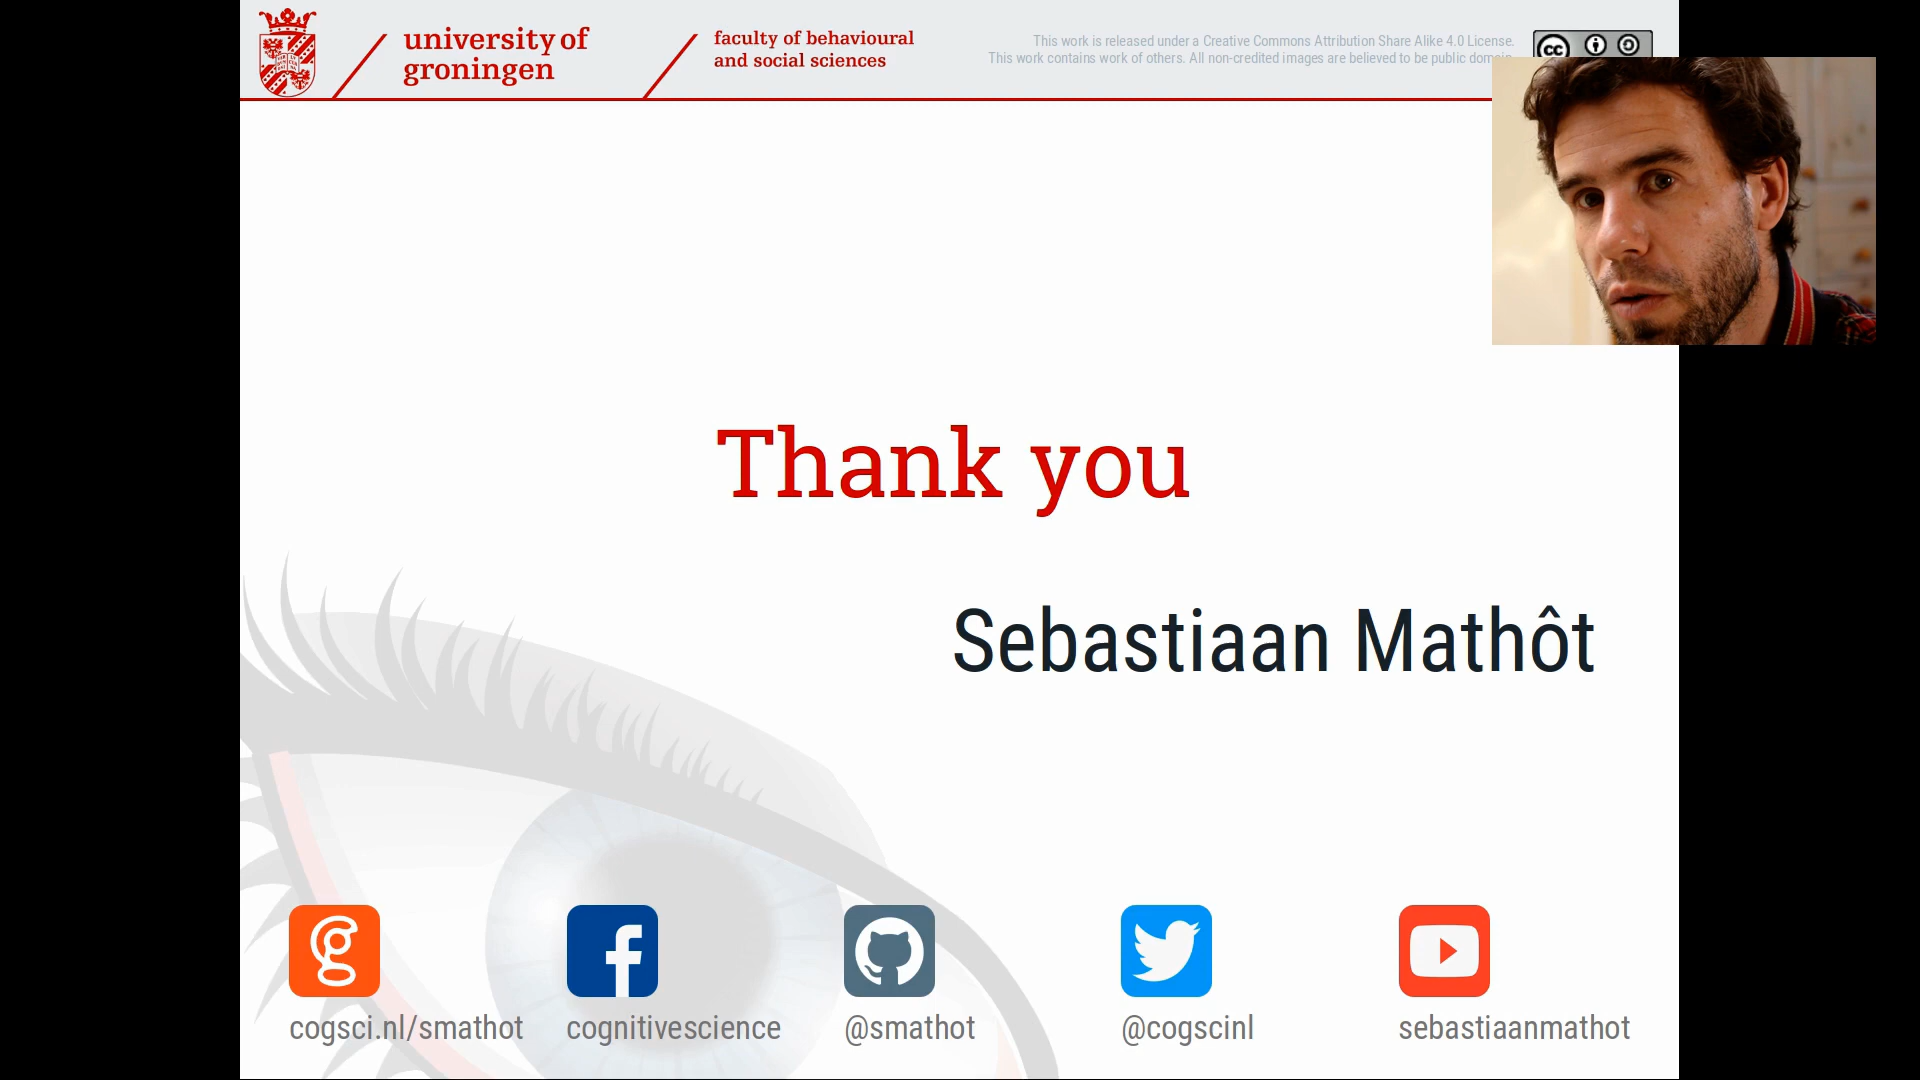 university of
groningen
faculty of behavioural
and social sciences
This work is released under a Creative Commons Attribution Share Alike 4.0 License.
This work contains work of others. All non-credited images are believed to be public domain.
cc
Thank you
Sebastiaan Mathôt
cogsci.nl/smathot
cognitivescience
@smathot
@cogscinl
sebastiaanmathot